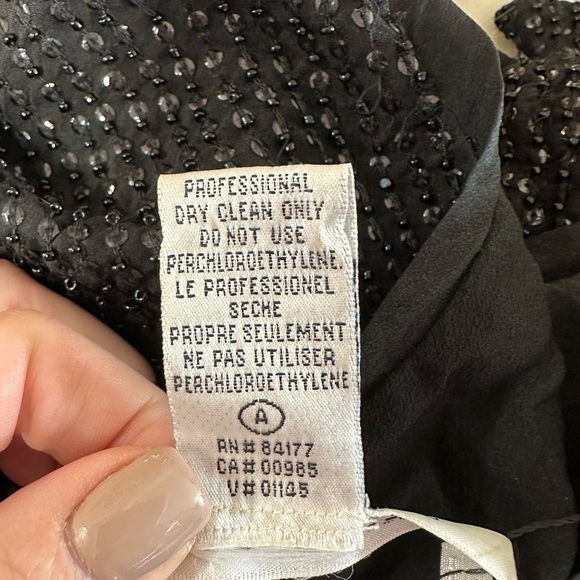 PROFESSIONAL
DRY CLEAN ONLY
DO NOT USE
PERCHLOROETHYLENE.
LE PROFESSIONEL
SECHE
PROPRE SEULEMENT
NE PAS UTILISER
PERCHLOROETHYLENE
A
RN# 84177
CA# 00985
V# 01145